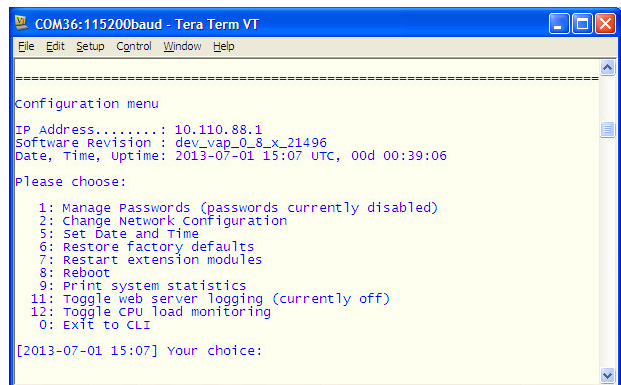 COM36:115200baud - Tera Term VT
File Edit Setup Control Window Help
==========================================================================
Configuration menu
IP Address........: 10.110.88.1
Software Revision : dev_vap_0_8_x_21496
Date, Time, Uptime: 2013-07-01 15:07 UTC, 00d 00:39:06
Please choose:
1: Manage Passwords (passwords currently disabled)
2: Change Network Configuration
5: Set Date and Time
6: Restore factory defaults
7: Restart extension modules
8: Reboot
9: Print system statistics
11: Toggle web server logging (currently off)
12: Toggle CPU load monitoring
0: Exit to CLI
[2013-07-01 15:07] Your choice: